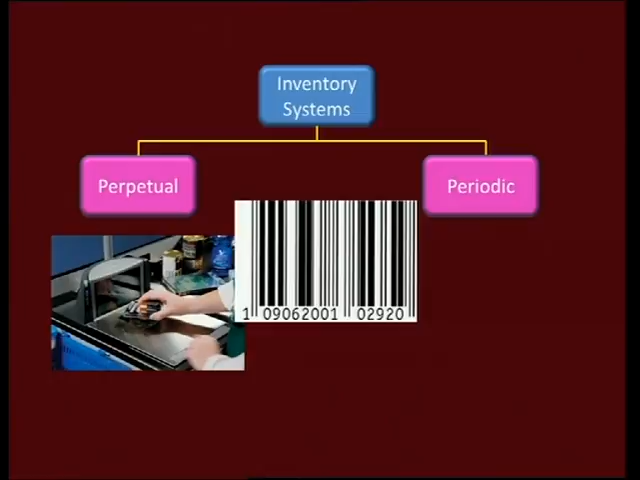 Inventory
Systems
Perpetual
Periodic
1 09062001 02920